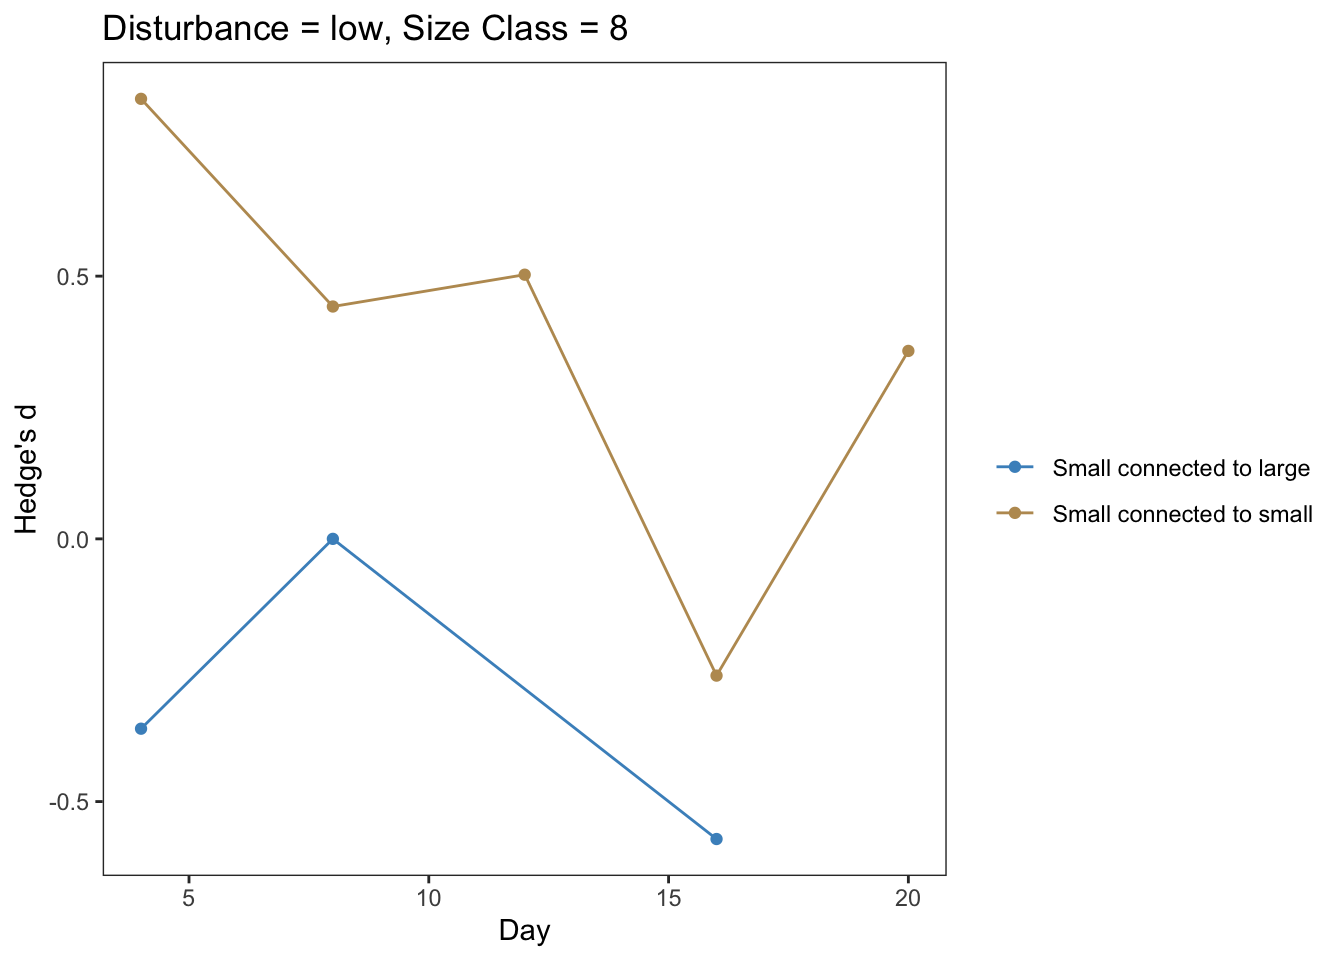 Disturbance = low, Size Class = 8
Hedge's d
0.5
0.0
-0.5
5
10
15
20
Day
Small connected to large
Small connected to small